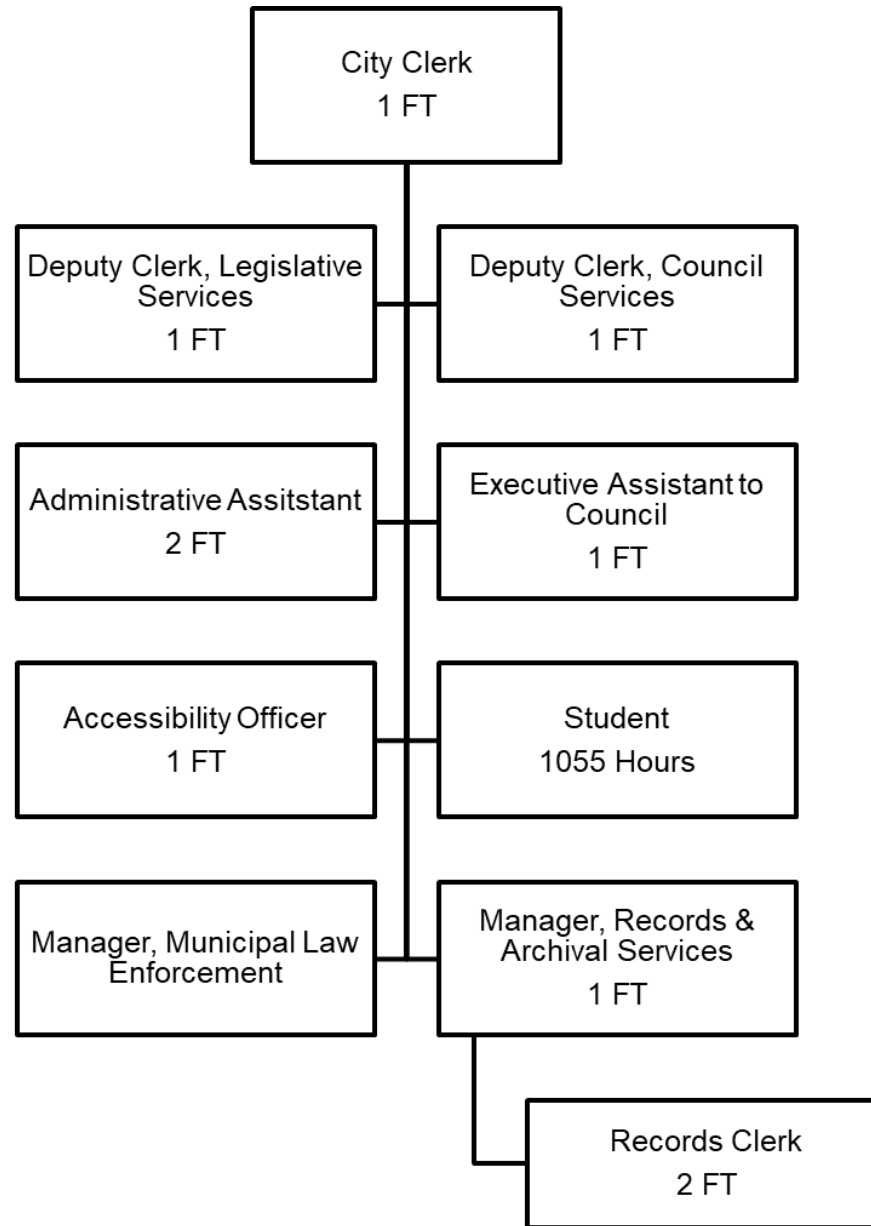 City Clerk
1 FT
Deputy Clerk, Legislative
Services
1 FT
Deputy Clerk, Council
Services
1 FT
Administrative Assitstant
2 FT
Executive Assistant to
Council
1 FT
Accessibility Officer
1 FT
Student
1055 Hours
Manager, Municipal Law
Enforcement
Manager, Records &
Archival Services
1 FT
Records Clerk
2 FT